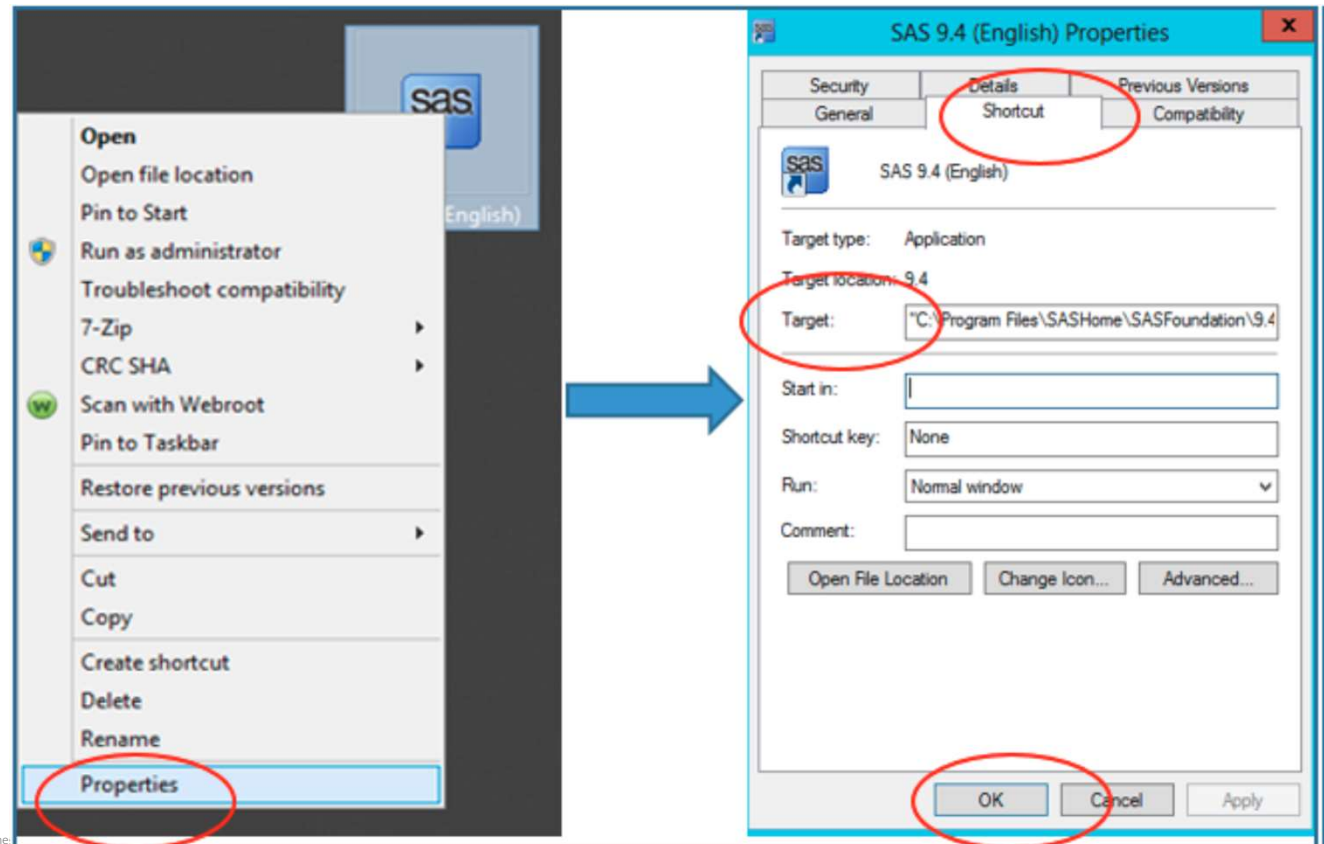 sas
English)
Open
Open file location
Pin to Start
Run as administrator
Troubleshoot compatibility
7-Zip
CRC SHA
W
Scan with Webroot
Pin to Taskbar
Restore previous versions
Send to
Cut
Copy
Create shortcut
Delete
Rename
Properties
SAS 9.4 (English) Properties
x
Security Details Previous Versions
General Shortcut Compatibility
sas SAS 9.4 (English)
Target type: Application
Target location: 9.4
Target: "C:\Program Files\SASHome\SASFoundation\9.4
Start in:
Shortcut key: None
Run: Normal window
Comment:
Open File Location Change Icon... Advanced...
OK Cancel Apply